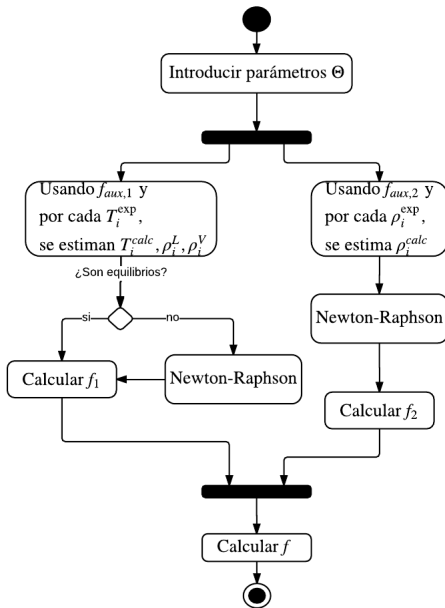 Introducir parámetros Θ
Usando f_{aux,1} y
por cada T_i^{exp},
se estiman T_i^{calc}, ρ_i^L, ρ_i^V
Usando f_{aux,2} y
por cada ρ_i^{exp},
se estima ρ_i^{calc}
¿Son equilibrios?
si
no
Newton-Raphson
Calcular f_1
Newton-Raphson
Calcular f_2
Calcular f